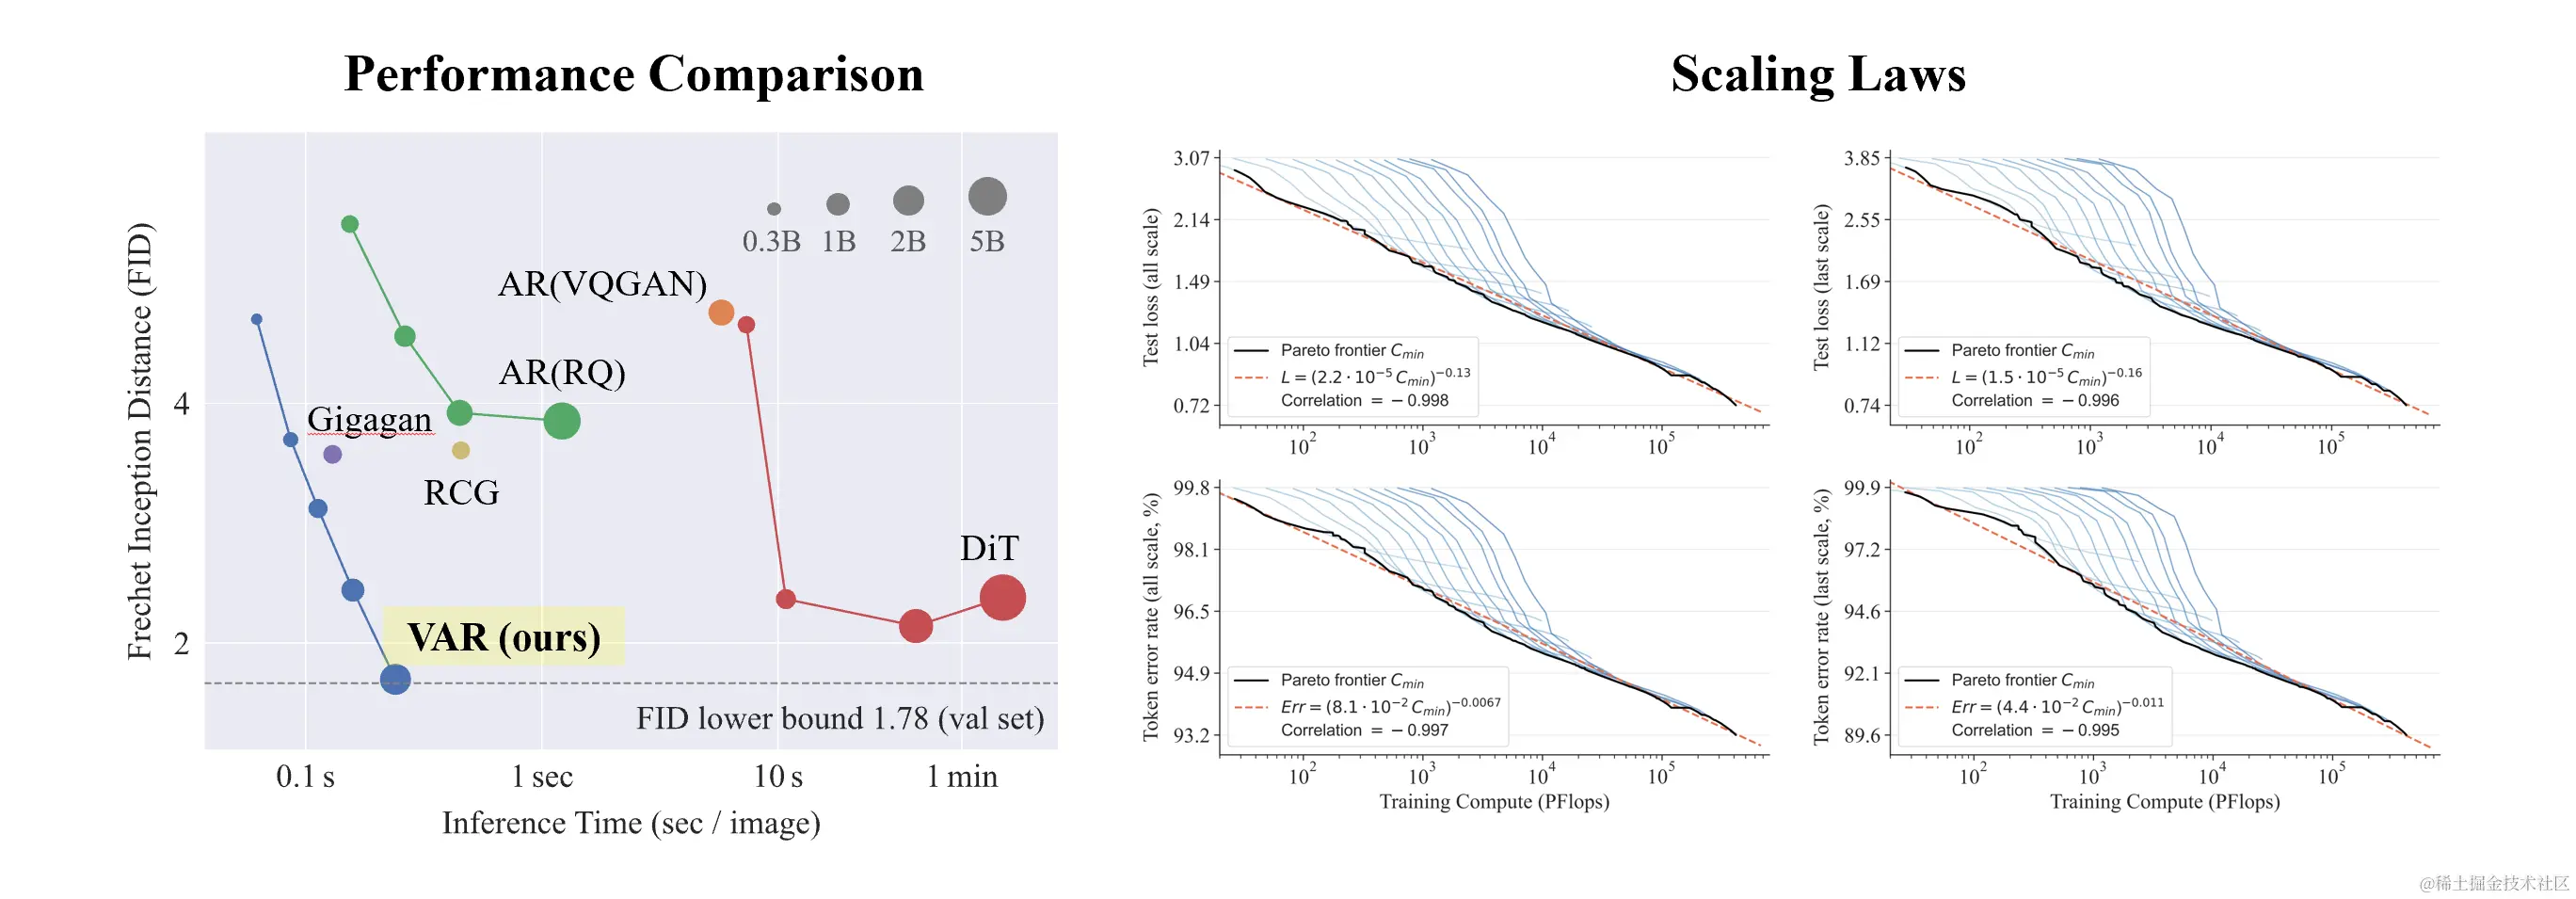 Performance Comparison
Frechet Inception Distance (FID)
4
2
0.3B 1B 2B 5B
AR(VQGAN)
AR(RQ)
Gigagan
RCG
DiT
VAR (ours)
FID lower bound 1.78 (val set)
0.1 s 1 sec 10 s 1 min
Inference Time (sec / image)
Scaling Laws
Test loss (all scale)
3.07
2.14
1.49
1.04
0.72
Pareto frontier C_min
L = (2.2 · 10^−5 C_min)^−0.13
Correlation = −0.998
10^2 10^3 10^4 10^5
Test loss (last scale)
3.85
2.55
1.69
1.12
0.74
Pareto frontier C_min
L = (1.5 · 10^−5 C_min)^−0.16
Correlation = −0.996
10^2 10^3 10^4 10^5
Token error rate (all scale, %)
99.8
98.1
96.5
94.9
93.2
Pareto frontier C_min
Err = (8.1 · 10^−2 C_min)^−0.0067
Correlation = −0.997
10^2 10^3 10^4 10^5
Training Compute (PFlops)
Token error rate (last scale, %)
99.9
97.2
94.6
92.1
89.6
Pareto frontier C_min
Err = (4.4 · 10^−2 C_min)^−0.011
Correlation = −0.995
10^2 10^3 10^4 10^5
Training Compute (PFlops)
@稀土掘金技术社区